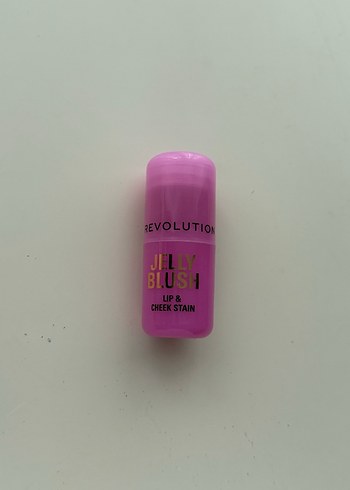 REVOLUTION
JELLY
BLUSH
LIP &
CHEEK STAIN